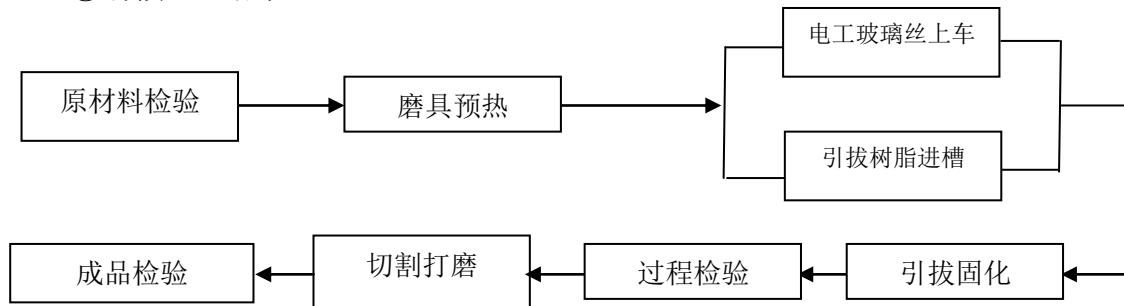 原材料检验
磨具预热
电工玻璃丝上车
引拔树脂进槽
引拔固化
过程检验
切割打磨
成品检验